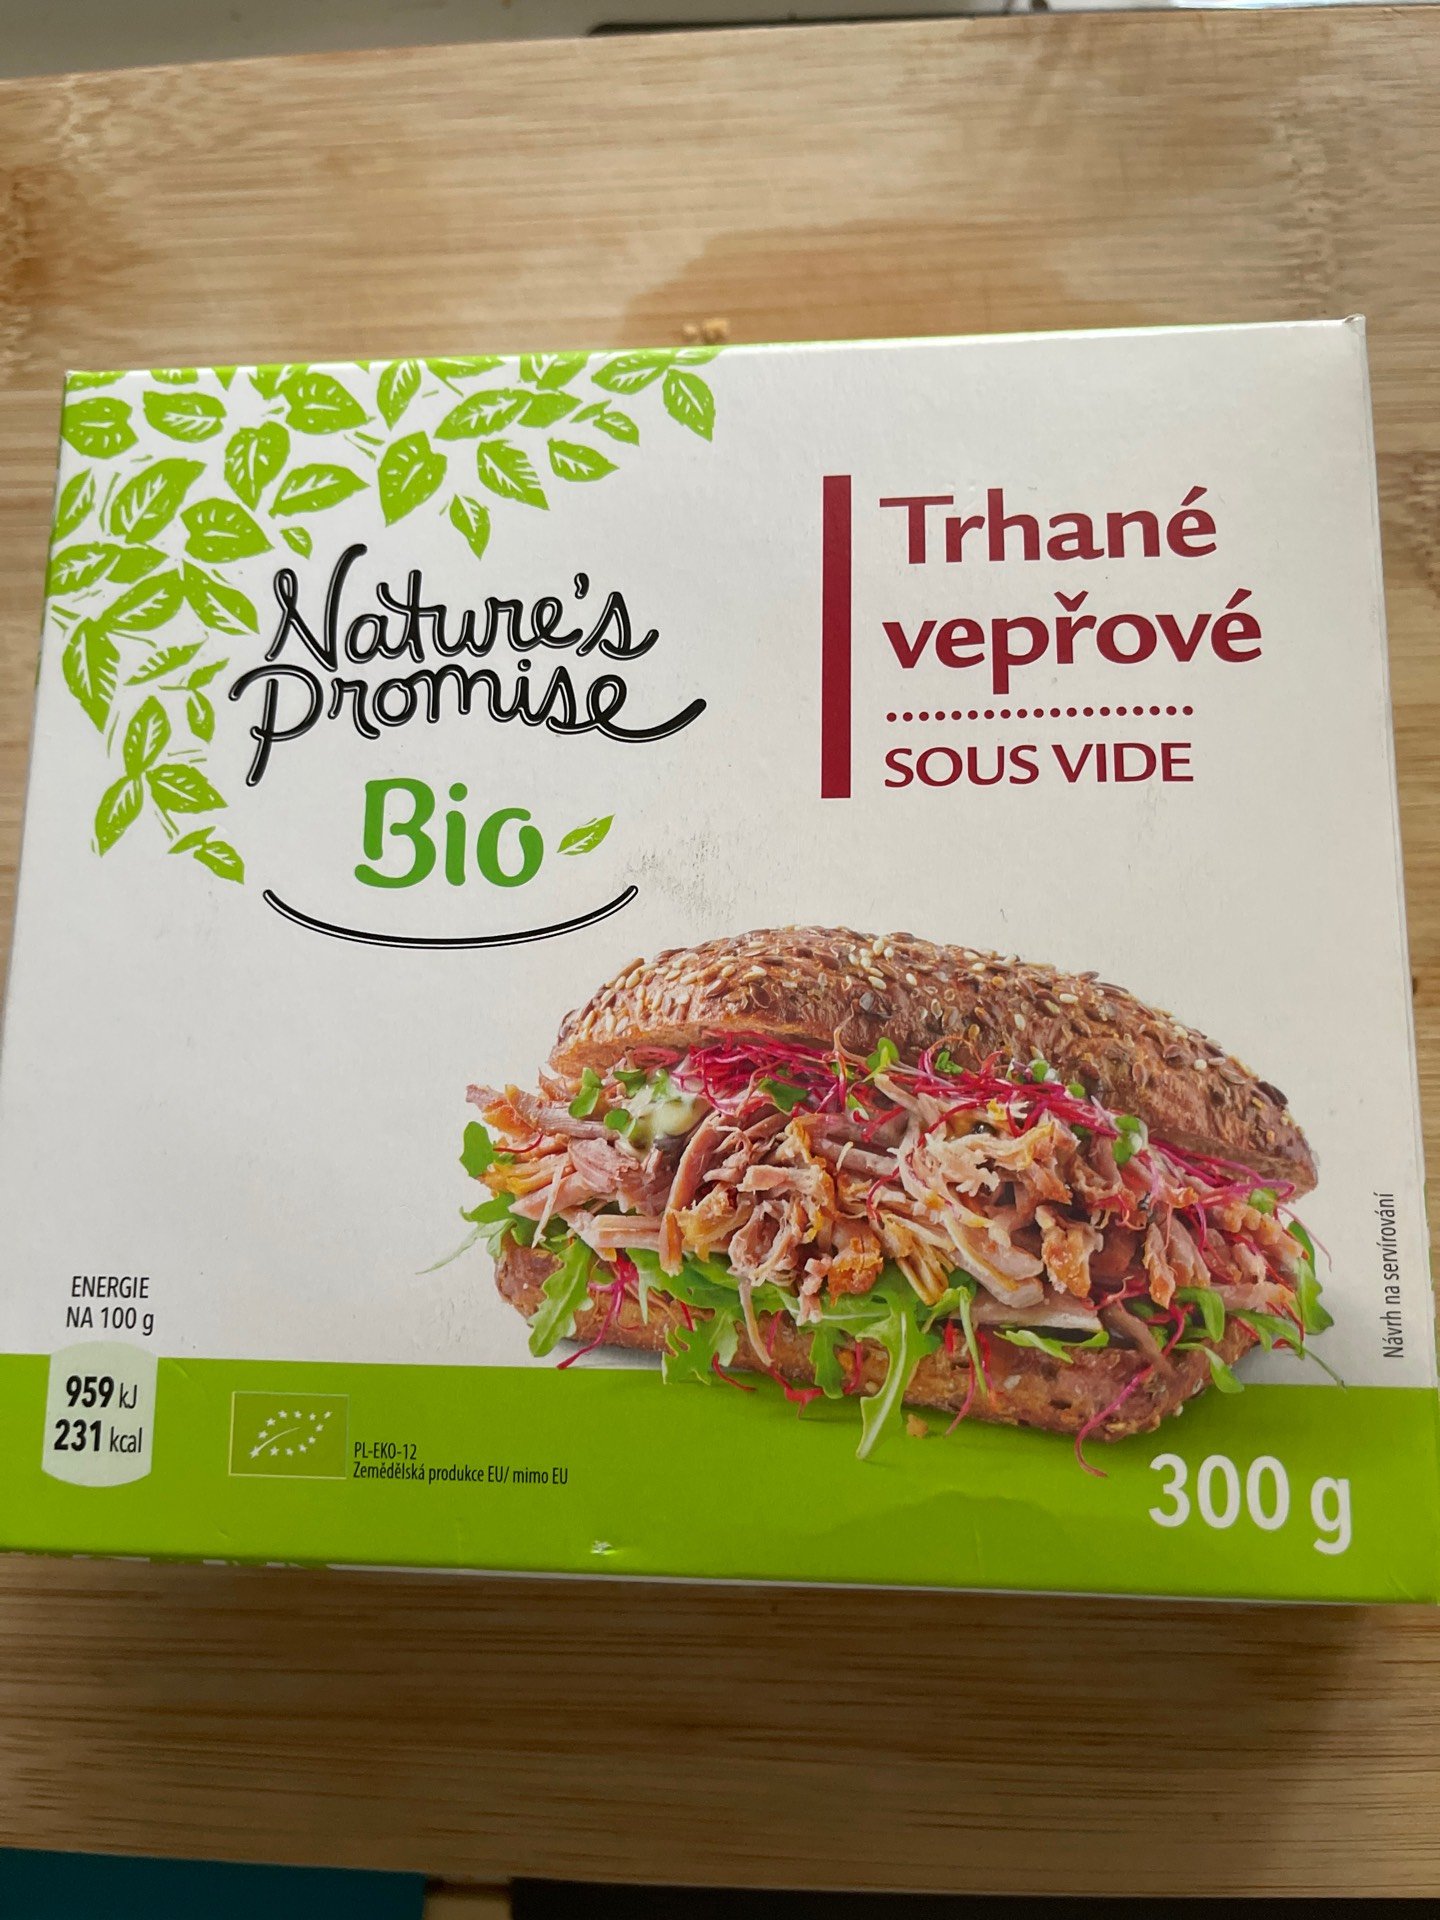 Nature's
Promise
Bio
Trhané
vepřové
SOUS VIDE
ENERGIE
NA 100 g
959 kJ
231 kcal
PL-EKO-12
Zemědělská produkce EU/ mimo EU
Návrh na servírování
300 g